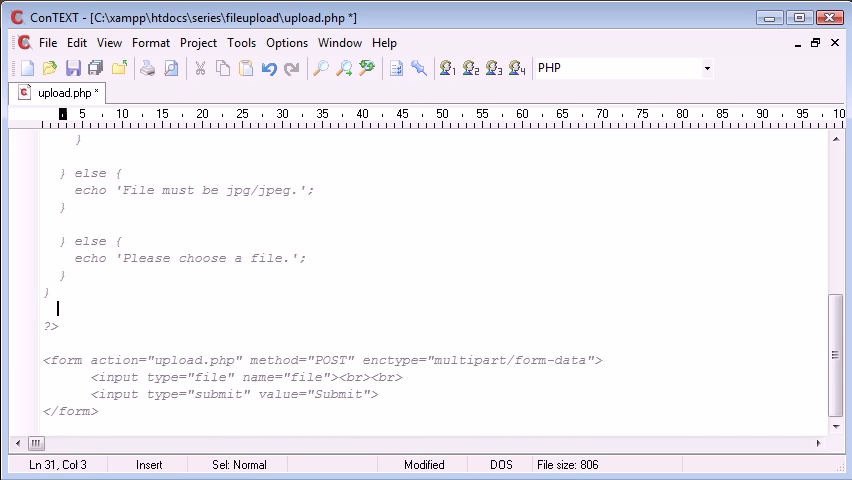 ConTEXT - [C:\xampp\htdocs\series\fileupload\upload.php *]
File Edit View Format Project Tools Options Window Help
1 2 3 4 PHP
upload.php *
5 10 15 20 25 30 35 40 45 50 55 60 65 70 75 80 85 90 95 10
}
} else {
echo 'File must be jpg/jpeg.';
}
} else {
echo 'Please choose a file.';
}
}
?>
<form action="upload.php" method="POST" enctype="multipart/form-data">
<input type="file" name="file"><br><br>
<input type="submit" value="Submit">
</form>
Ln 31, Col 3 Insert Sel: Normal Modified DOS File size: 806